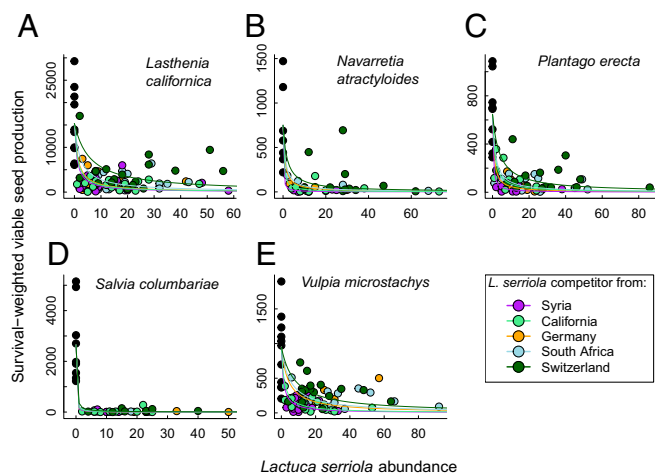 A
B
C
Lasthenia
californica
Navarretia
atractyloides
Plantago erecta
0 5000 15000 25000
0 500 1000 1500
0 400 800
0 10 20 30 40 50 60
0 20 40 60
0 20 40 60 80
D
E
Salvia columbariae
Vulpia microstachys
0 2000 4000
0 500 1500
0 10 20 30 40 50
0 20 40 60 80
L. serriola competitor from:
Syria
California
Germany
South Africa
Switzerland
Survival−weighted viable seed production
Lactuca serriola abundance